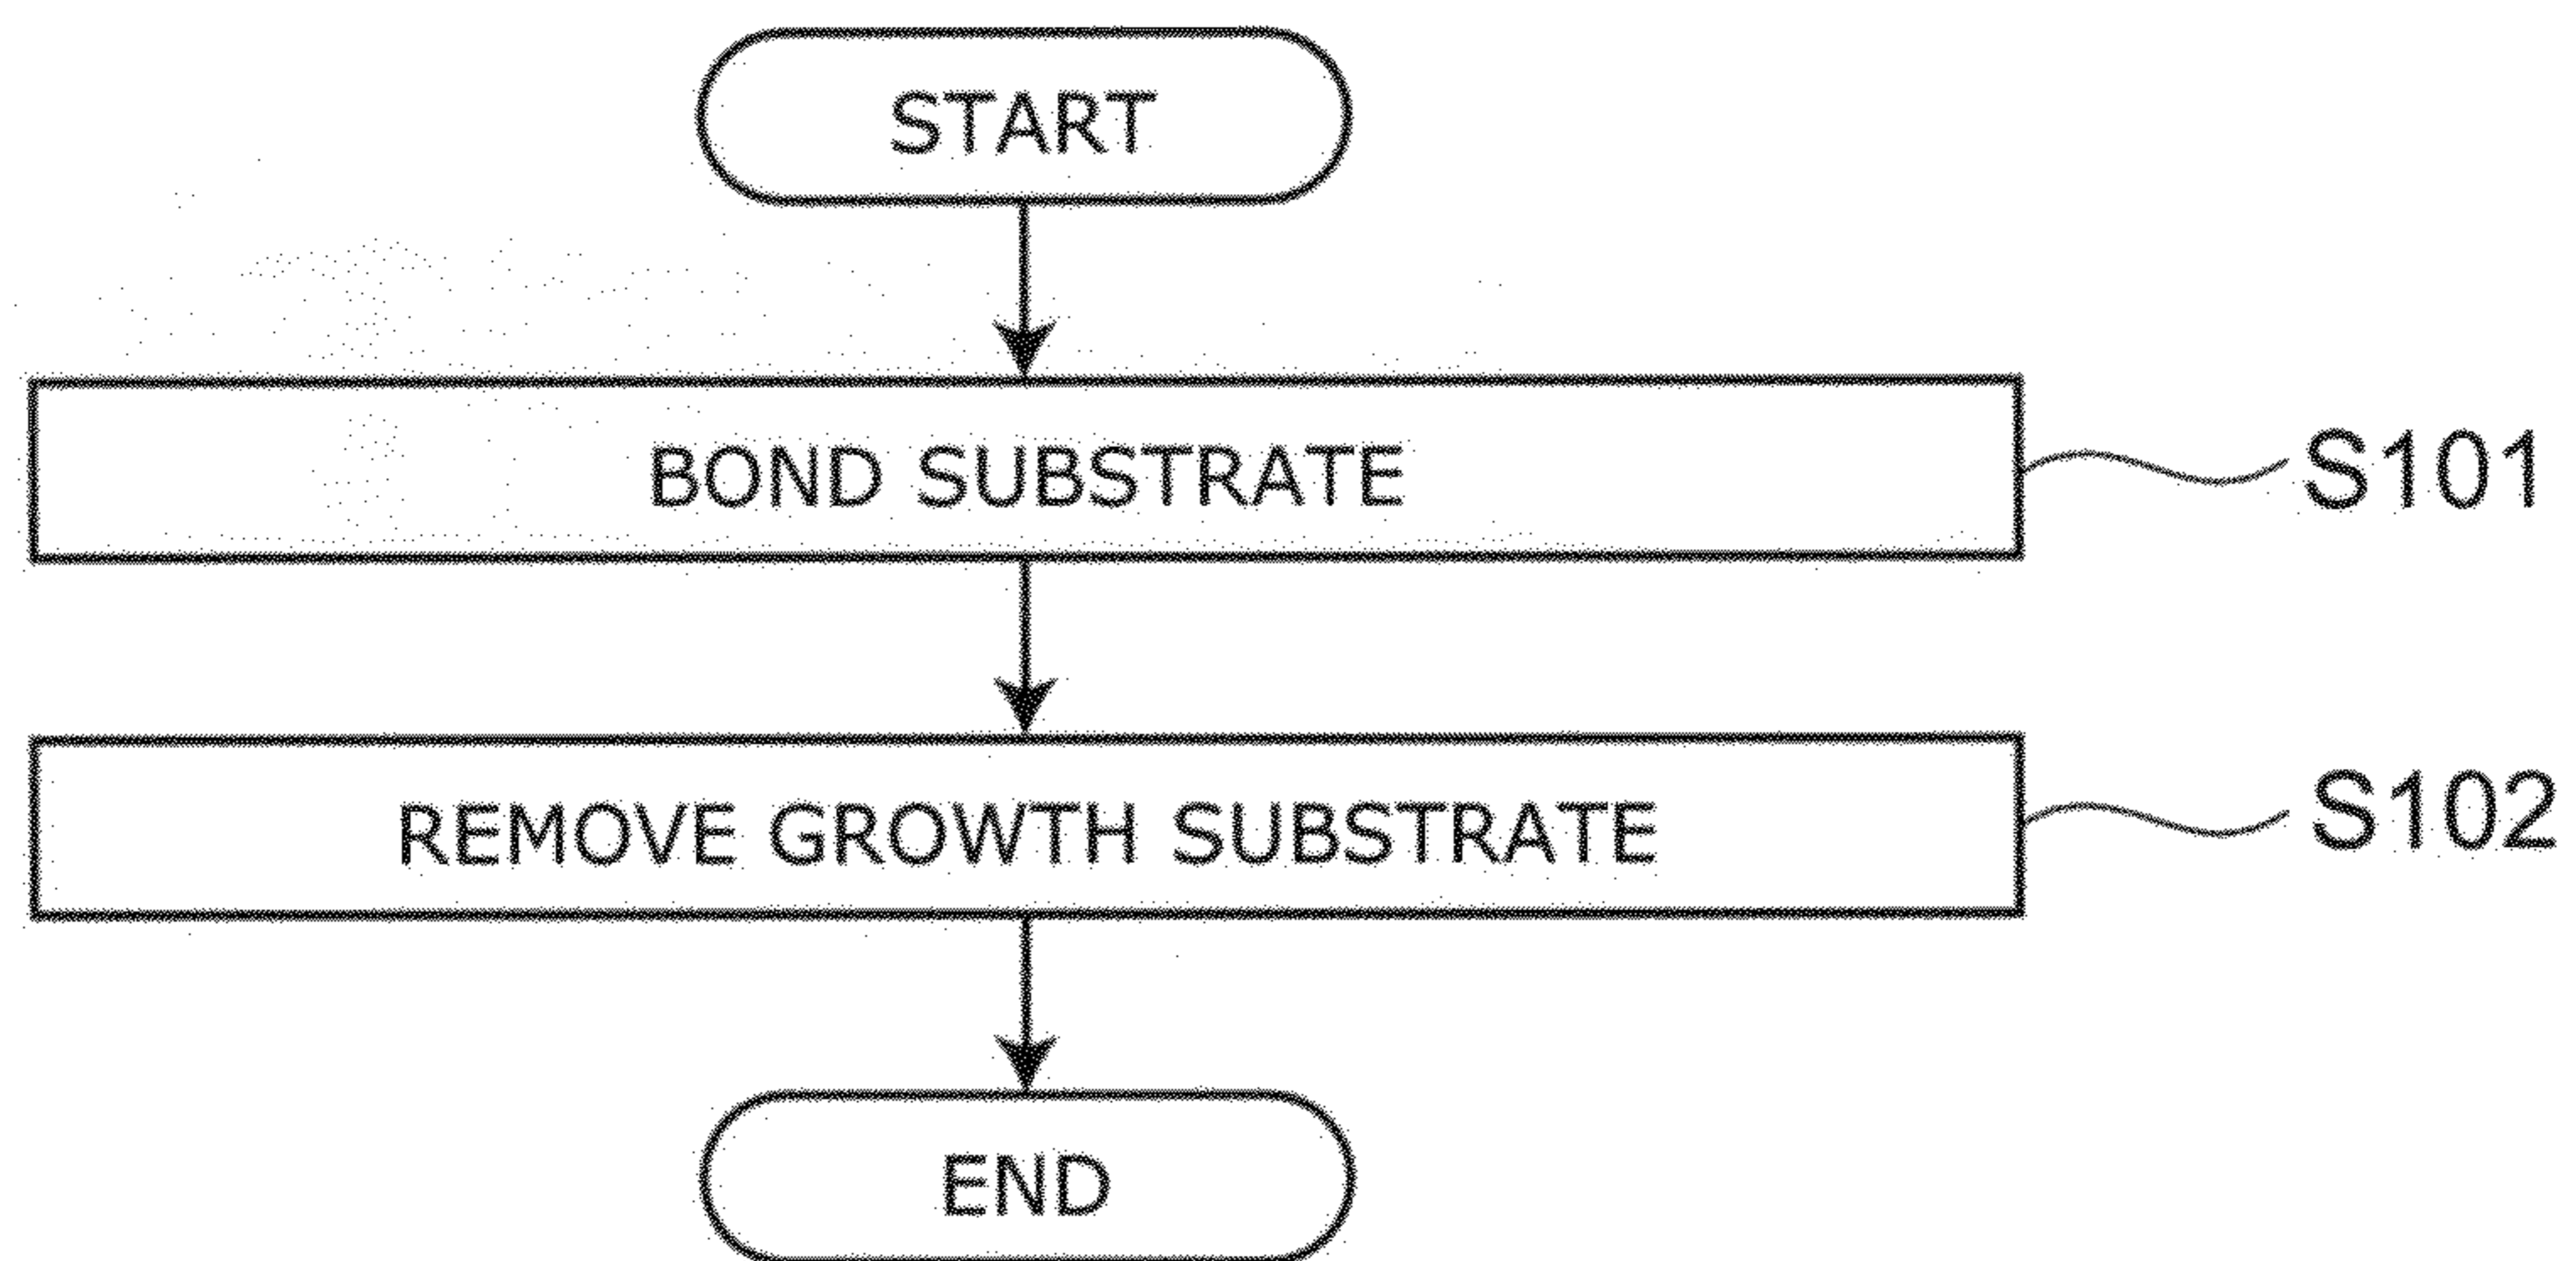 START
BOND SUBSTRATE
S101
REMOVE GROWTH SUBSTRATE
S102
END